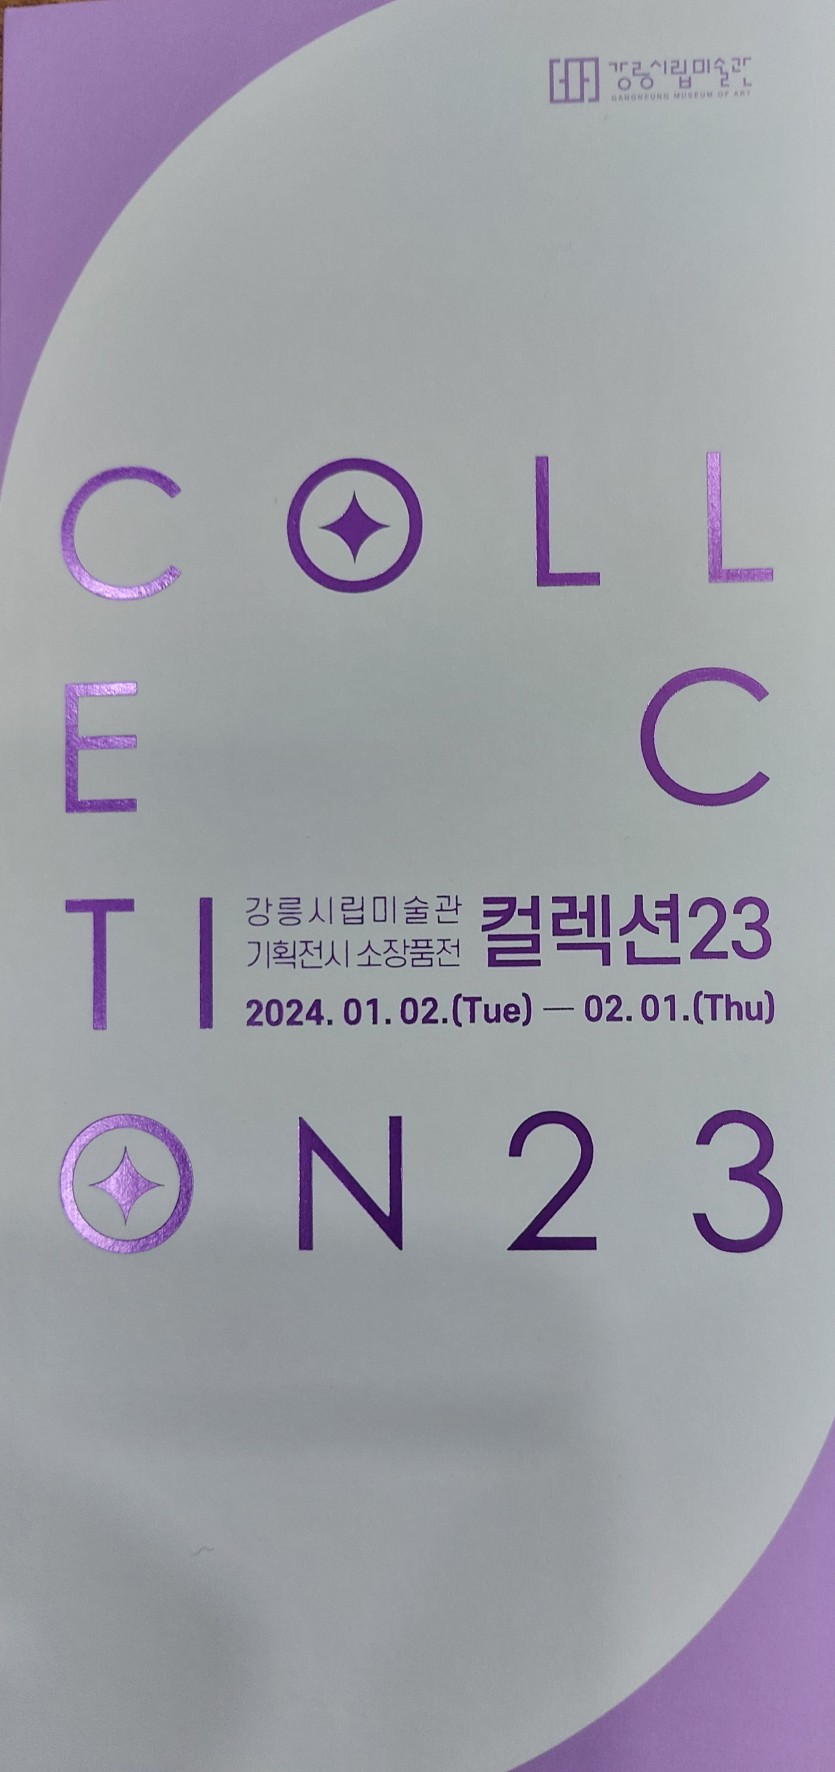 강릉시립미술관
GANGNEUNG MUSEUM OF ART
COLL
EC
TI
강릉시립미술관
기획전시 소장품전
컬렉션23
2024. 01. 02.(Tue) — 02. 01.(Thu)
ON23